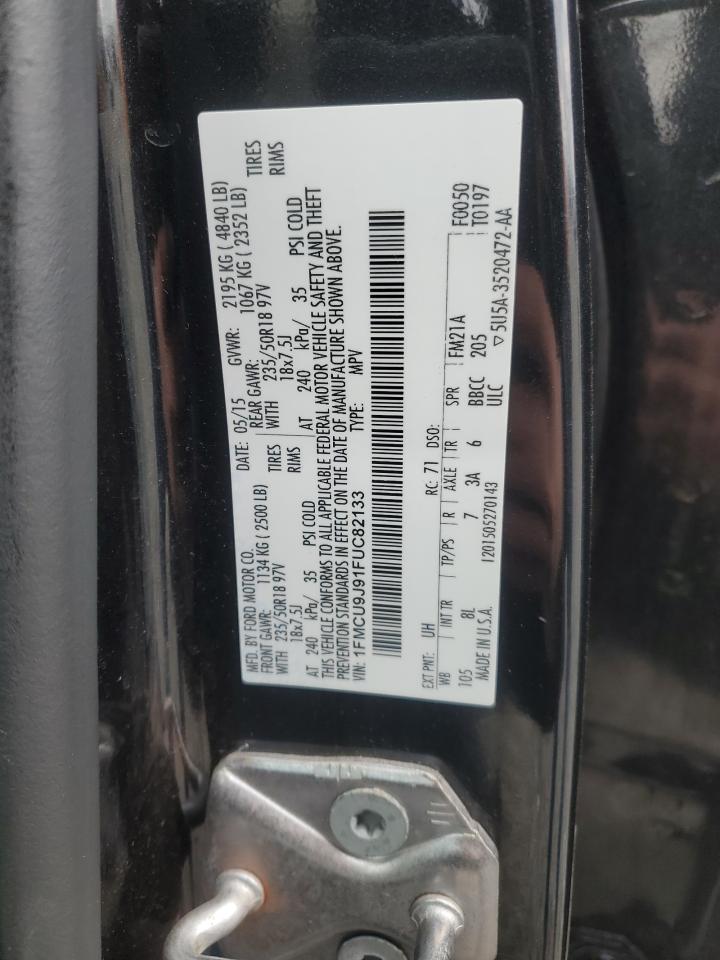 MFD. BY FORD MOTOR CO. DATE: 05/15 GVWR: 2195 KG ( 4840 LB)
FRONT GAWR: 1134 KG ( 2500 LB) REAR GAWR: 1067 KG ( 2352 LB)
WITH 235/50R18 97V TIRES WITH 235/50R18 97V TIRES
18x7.5J RIMS 18x7.5J RIMS
AT 240 kPa/ 35 PSI COLD AT 240 kPa/ 35 PSI COLD
THIS VEHICLE CONFORMS TO ALL APPLICABLE FEDERAL MOTOR VEHICLE SAFETY AND THEFT
PREVENTION STANDARDS IN EFFECT ON THE DATE OF MANUFACTURE SHOWN ABOVE.
VIN: 1FMCU9J91FUC82133 TYPE: MPV
EXT PNT: UH RC: 71 DSO: F0050
WB INT TR TP/PS R AXLE TR SPR FM21A T0197
105 8L 7 3A 6 BBCC 205
MADE IN U.S.A. 1201505270143 ULC ▽5U5A-3520472-AA